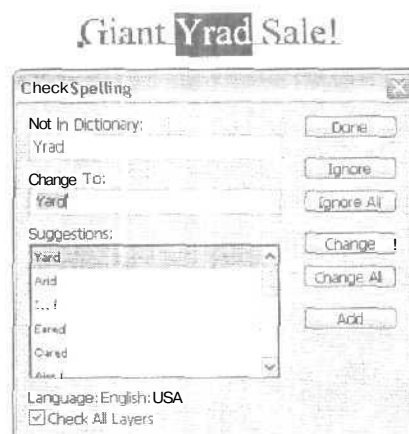 Giant Yrad Sale!
Check Spelling
Not In Dictionary:
Yrad
Done
Change To:
Yard
Ignore
Ignore All
Suggestions:
Yard
Arid
Eared
Oared
Change
Change All
Add
Language: English: USA
Check All Layers